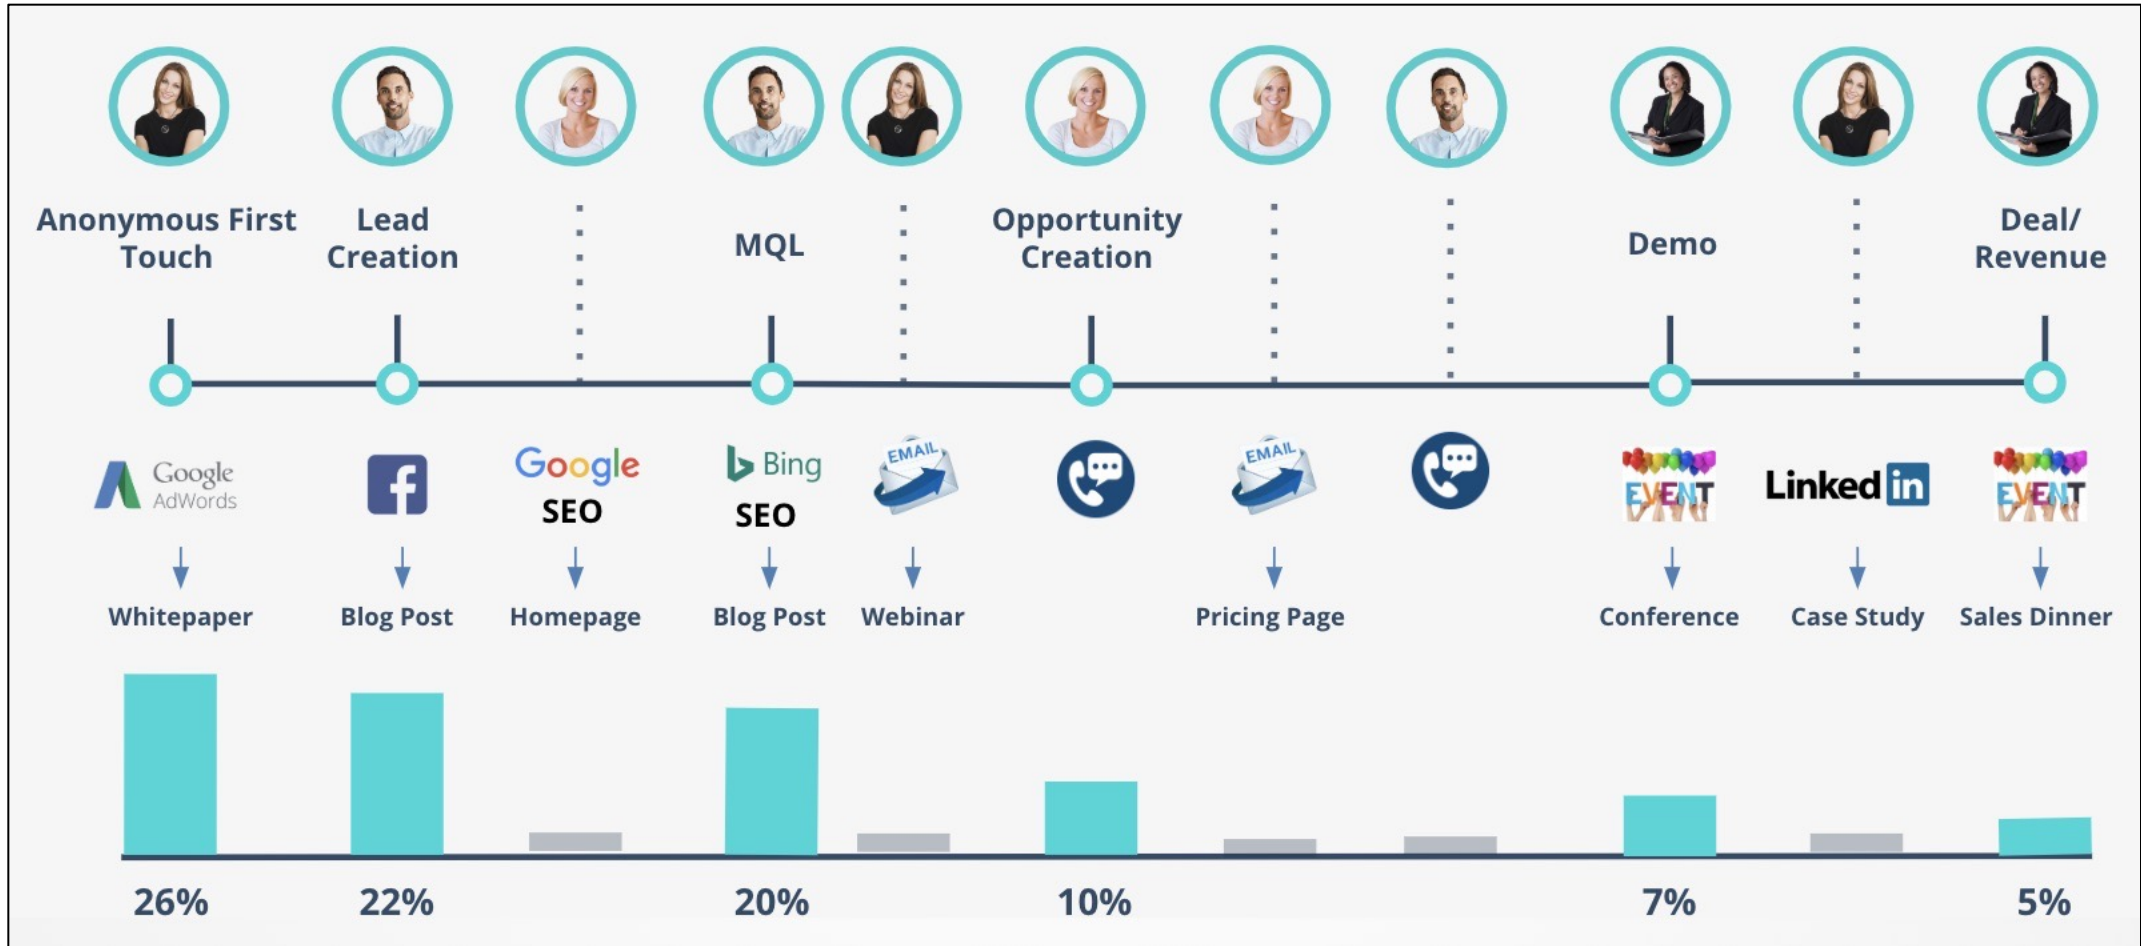 Anonymous First
Touch
Lead
Creation
MQL
Opportunity
Creation
Demo
Deal/
Revenue
Google
AdWords
f
Google
SEO
Bing
SEO
EMAIL
EMAIL
EVENT
Linked in
EVENT
Whitepaper
Blog Post
Homepage
Blog Post
Webinar
Pricing Page
Conference
Case Study
Sales Dinner
26%
22%
20%
10%
7%
5%